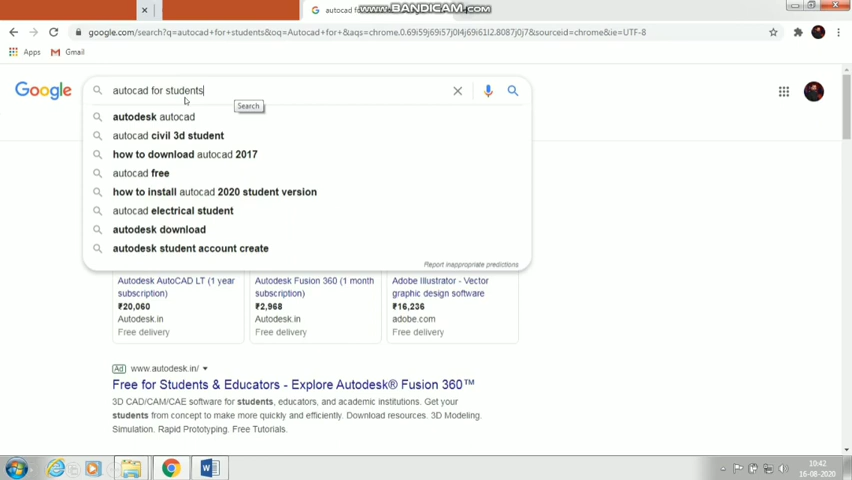 www.BANDICAM.com
autocad for
google.com/search?q=autocad+for+students&oq=Autocad+for+&aqs=chrome.0.69i59j69i57j0l4j69i61l2.8087j0j7&sourceid=chrome&ie=UTF-8
Apps
Gmail
Google
autocad for students
Search
autodesk autocad
autocad civil 3d student
how to download autocad 2017
autocad free
how to install autocad 2020 student version
autocad electrical student
autodesk download
autodesk student account create
Report inappropriate predictions
Autodesk AutoCAD LT (1 year subscription)
₹20,060
Autodesk.in
Free delivery
Autodesk Fusion 360 (1 month subscription)
₹2,968
Autodesk.in
Free delivery
Adobe Illustrator - Vector graphic design software
₹16,236
adobe.com
Free delivery
Ad www.autodesk.in/
Free for Students & Educators - Explore Autodesk® Fusion 360™
3D CAD/CAM/CAE software for students, educators, and academic institutions. Get your
students from concept to make more quickly and efficiently. Download resources. 3D Modeling.
Simulation. Rapid Prototyping. Free Tutorials.
10:42
16-08-2020